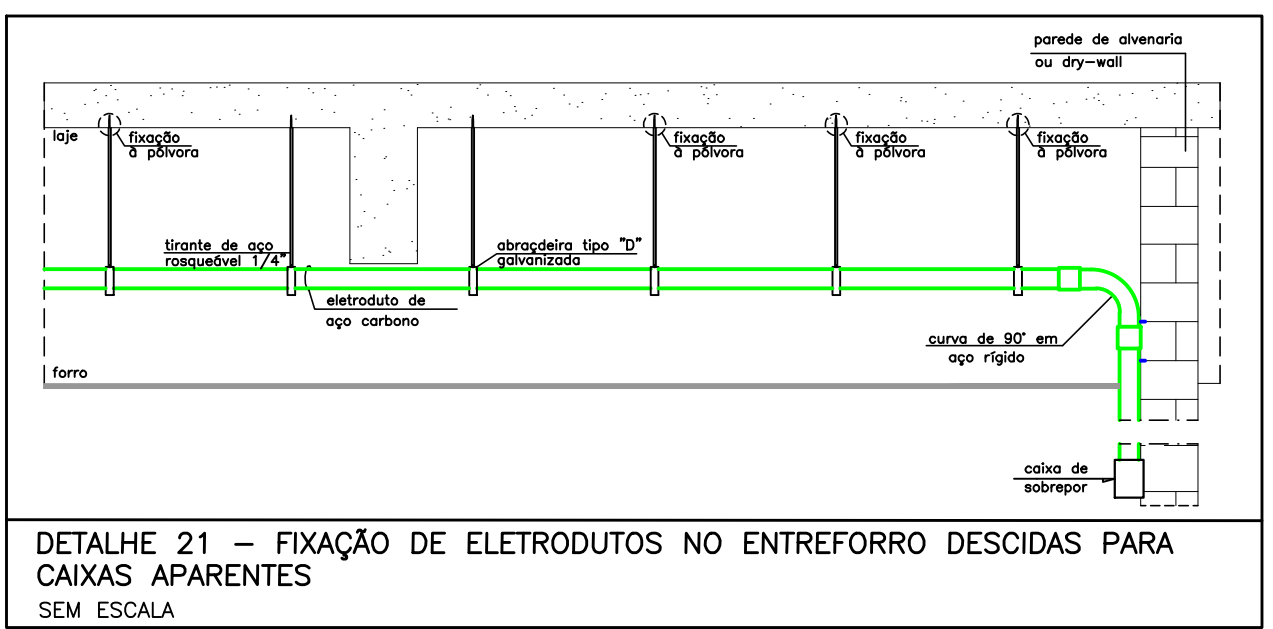 parede de alvenaria
ou dry-wall
laje
fixação
à pólvora
fixação
à pólvora
fixação
à pólvora
fixação
à pólvora
tirante de aço
rosqueável 1/4"
abraçdeira tipo "D"
galvanizada
eletroduto de
aço carbono
curva de 90° em
aço rígido
forro
caixa de
sobrepor
DETALHE 21 – FIXAÇÃO DE ELETRODUTOS NO ENTREFORRO DESCIDAS PARA
CAIXAS APARENTES
SEM ESCALA